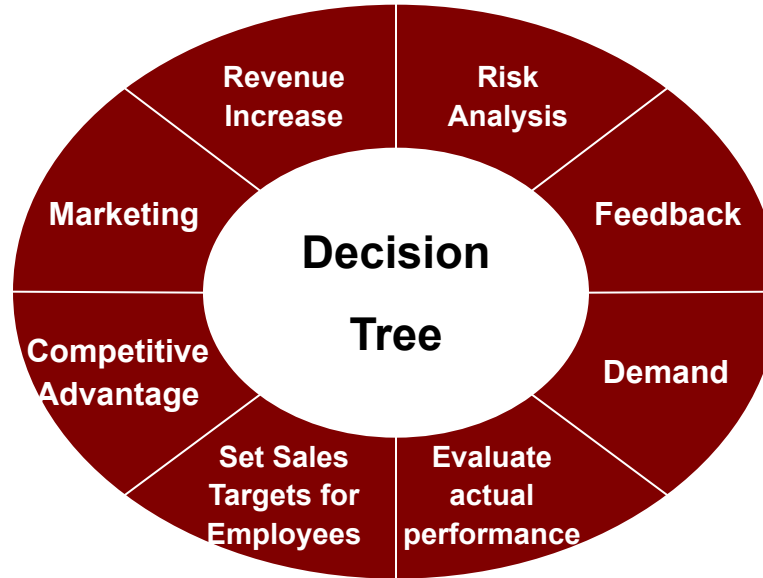 Revenue
Increase
Risk
Analysis
Marketing
Feedback
Decision
Tree
Competitive
Advantage
Demand
Set Sales
Targets for
Employees
Evaluate
actual
performance